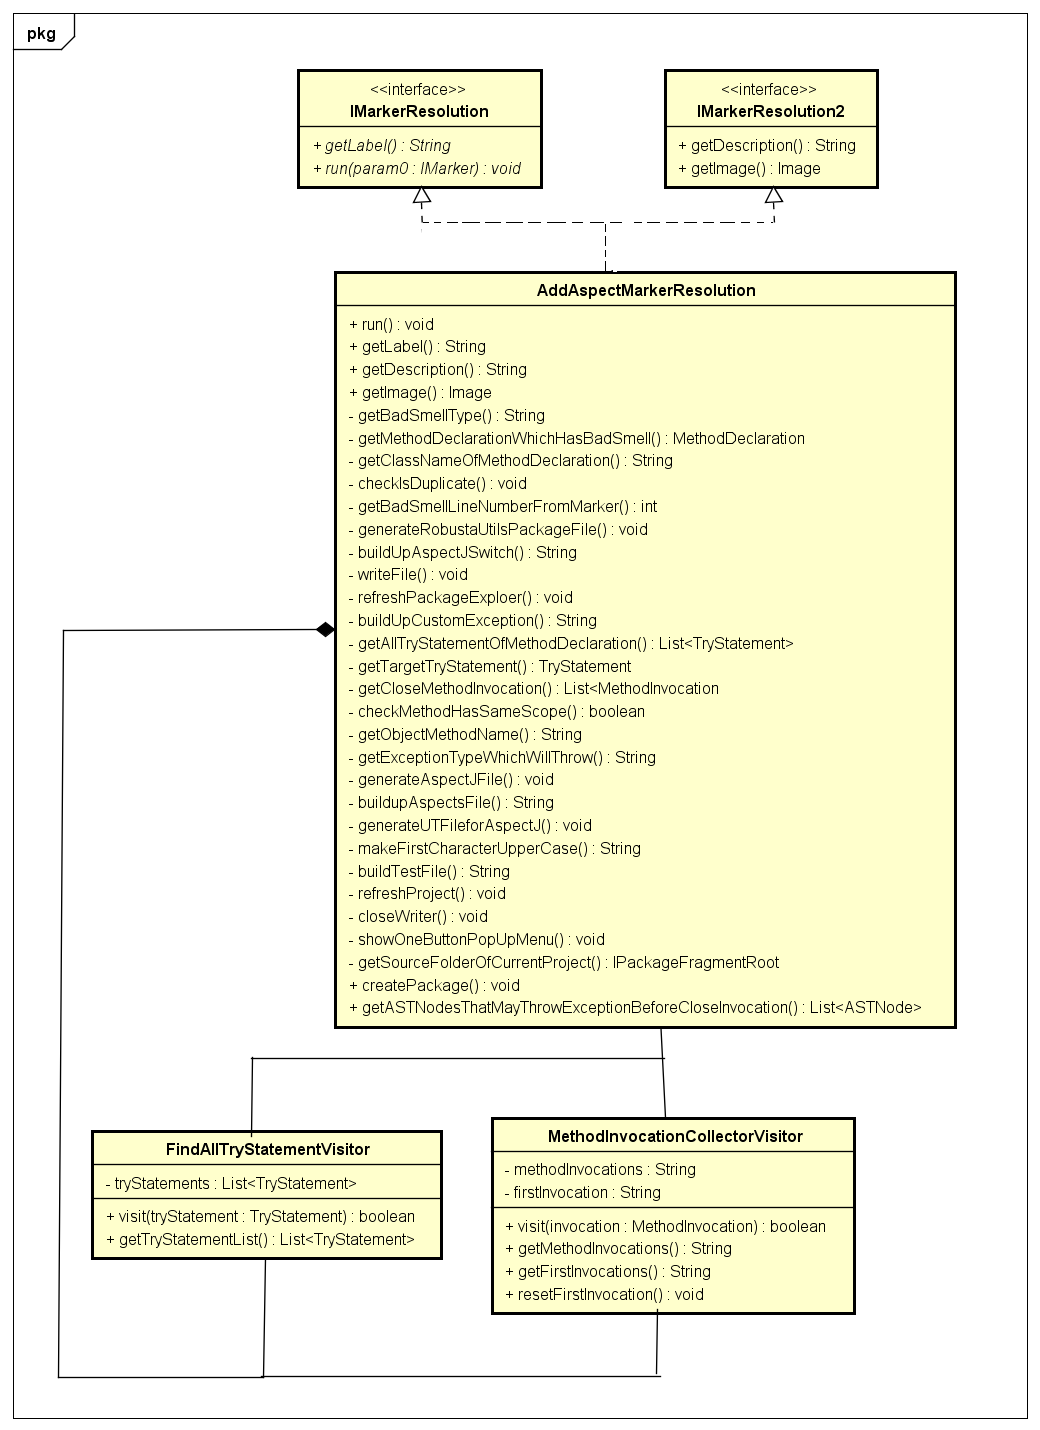 pkg
<<interface>>
IMarkerResolution
+ getLabel() : String
+ run(param0 : IMarker) : void
<<interface>>
IMarkerResolution2
+ getDescription() : String
+ getImage() : Image
AddAspectMarkerResolution
+ run() : void
+ getLabel() : String
+ getDescription() : String
+ getImage() : Image
- getBadSmellType() : String
- getMethodDeclarationWhichHasBadSmell() : MethodDeclaration
- getClassNameOfMethodDeclaration() : String
- checkIsDuplicate() : void
- getBadSmellLineNumberFromMarker() : int
- generateRobustaUtilsPackageFile() : void
- buildUpAspectJSwitch() : String
- writeFile() : void
- refreshPackageExploer() : void
- buildUpCustomException() : String
- getAllTryStatementOfMethodDeclaration() : List<TryStatement>
- getTargetTryStatement() : TryStatement
- getCloseMethodInvocation() : List<MethodInvocation
- checkMethodHasSameScope() : boolean
- getObjectMethodName() : String
- getExceptionTypeWhichWillThrow() : String
- generateAspectJFile() : void
- buildupAspectsFile() : String
- generateUTFileforAspectJ() : void
- makeFirstCharacterUpperCase() : String
- buildTestFile() : String
- refreshProject() : void
- closeWriter() : void
- showOneButtonPopUpMenu() : void
- getSourceFolderOfCurrentProject() : IPackageFragmentRoot
+ createPackage() : void
+ getASTNodesThatMayThrowExceptionBeforeCloseInvocation() : List<ASTNode>
FindAllTryStatementVisitor
- tryStatements : List<TryStatement>
+ visit(tryStatement : TryStatement) : boolean
+ getTryStatementList() : List<TryStatement>
MethodInvocationCollectorVisitor
- methodInvocations : String
- firstInvocation : String
+ visit(invocation : MethodInvocation) : boolean
+ getMethodInvocations() : String
+ getFirstInvocations() : String
+ resetFirstInvocation() : void